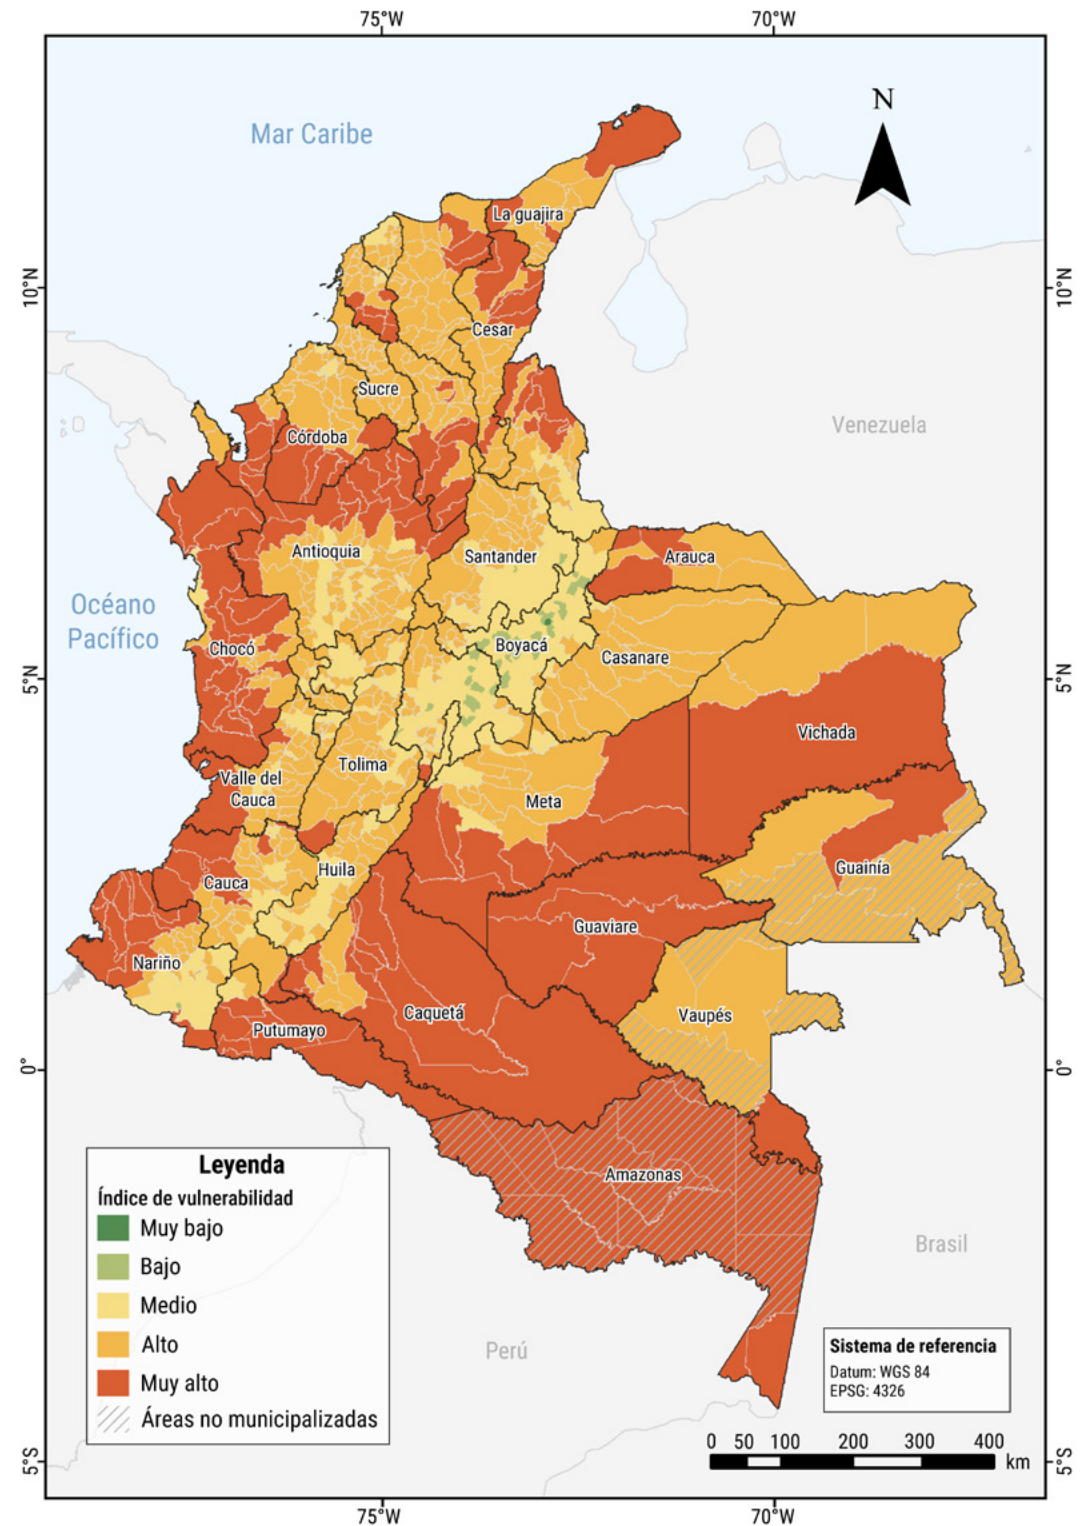 75°W
70°W
N
Mar Caribe
La guajira
10°N
10°N
Cesar
Sucre
Venezuela
Córdoba
Antioquia
Santander
Arauca
Océano
Pacífico
Chocó
Boyacá
Casanare
5°N
5°N
Vichada
Tolima
Valle del
Cauca
Meta
Huila
Guainía
Cauca
Guaviare
Nariño
Caquetá
Vaupés
Putumayo
0°
0°
Amazonas
Brasil
Perú
Leyenda
Índice de vulnerabilidad
Muy bajo
Bajo
Medio
Alto
Muy alto
Áreas no municipalizadas
Sistema de referencia
Datum: WGS 84
EPSG: 4326
0 50 100 200 300 400
km
5°S
5°S
75°W
70°W